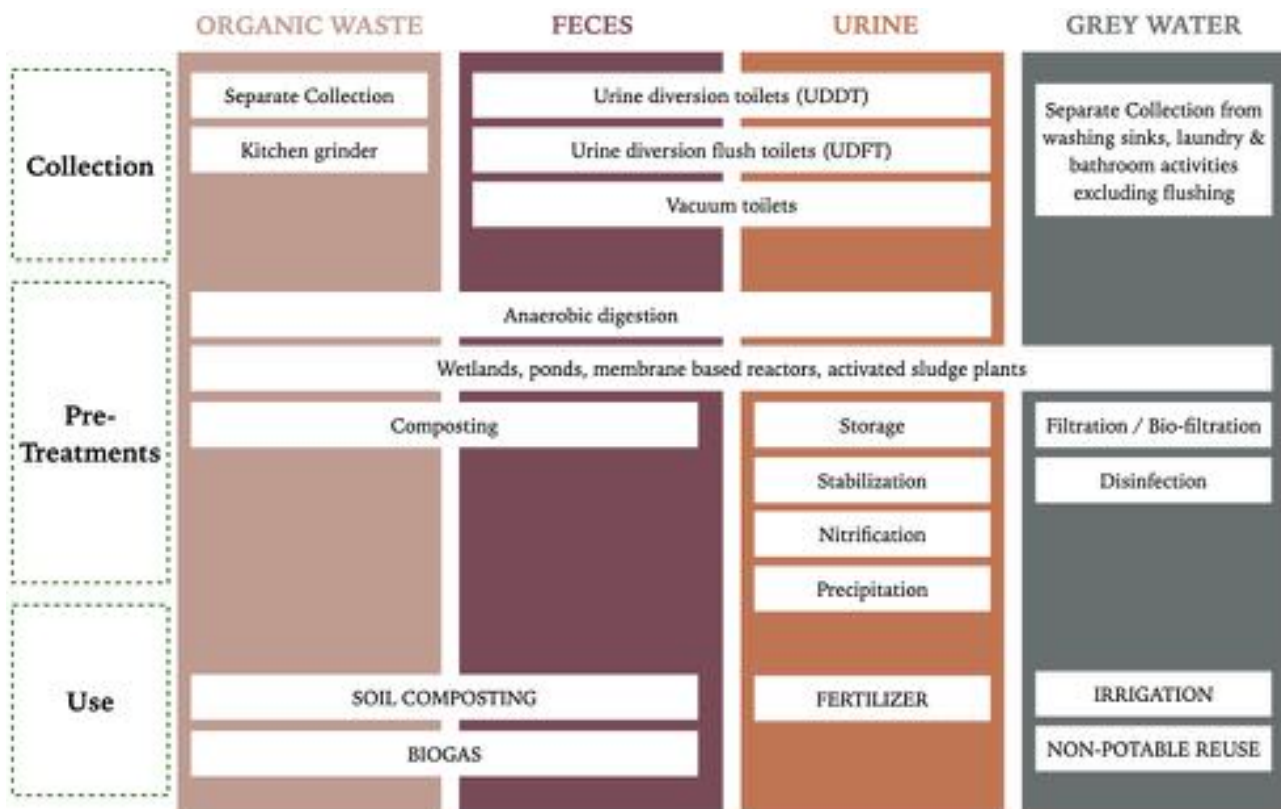 ORGANIC WASTE
FECES
URINE
GREY WATER
Collection
Separate Collection
Urine diversion toilets (UDDT)
Separate Collection from
washing sinks, laundry &
bathroom activities
excluding flushing
Kitchen grinder
Urine diversion flush toilets (UDFT)
Vacuum toilets
Pre-
Treatments
Anaerobic digestion
Wetlands, ponds, membrane based reactors, activated sludge plants
Composting
Storage
Filtration / Bio-filtration
Stabilization
Disinfection
Nitrification
Precipitation
Use
SOIL COMPOSTING
FERTILIZER
IRRIGATION
BIOGAS
NON-POTABLE REUSE